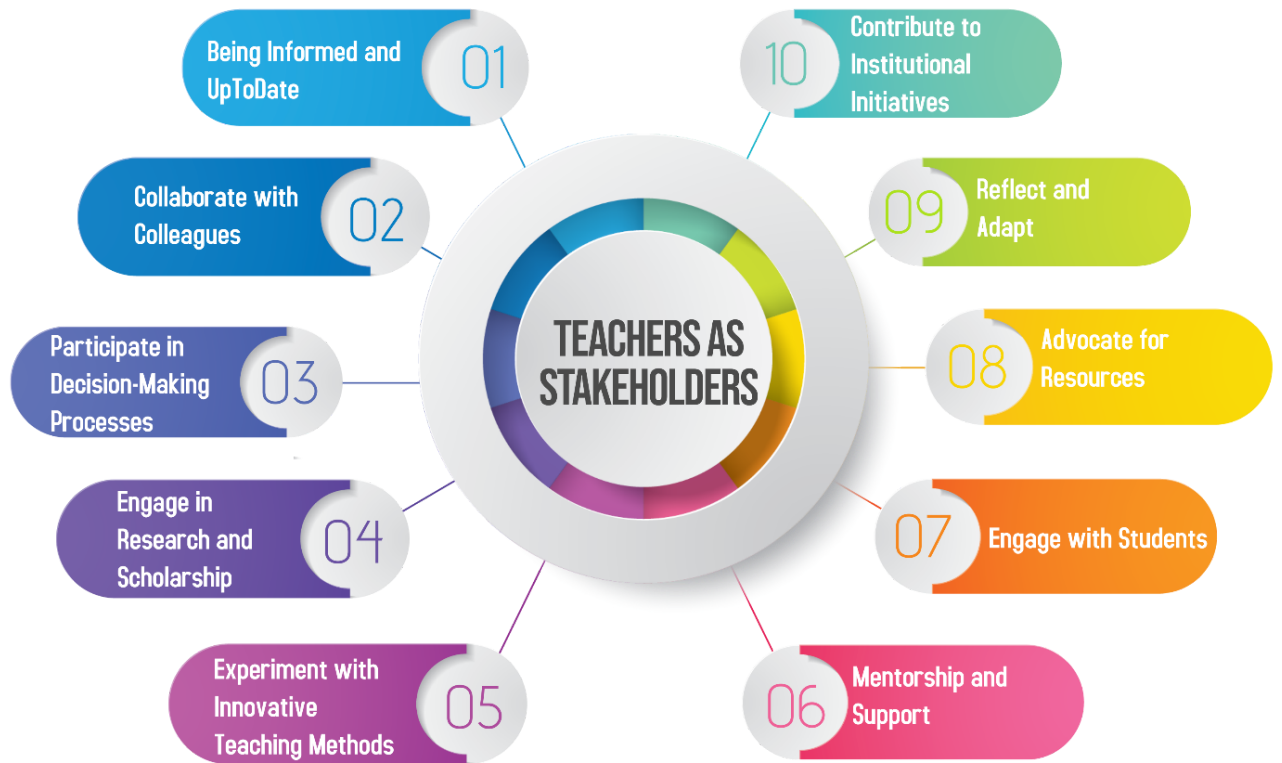 TEACHERS AS
STAKEHOLDERS
01
Being Informed and
UpToDate
02
Collaborate with
Colleagues
03
Participate in
Decision-Making
Processes
04
Engage in
Research and
Scholarship
05
Experiment with
Innovative
Teaching Methods
06
Mentorship and
Support
07
Engage with Students
08
Advocate for
Resources
09
Reflect and
Adapt
10
Contribute to
Institutional
Initiatives